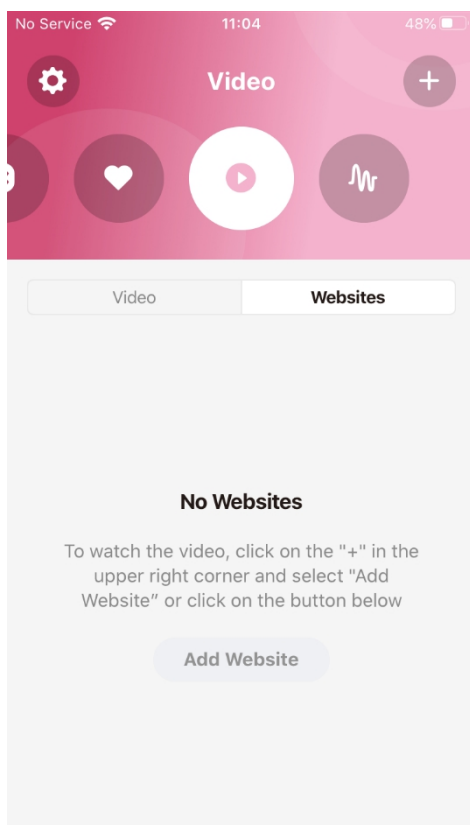 No Service 11:04 48%
Video
Video Websites
No Websites
To watch the video, click on the "+" in the
upper right corner and select "Add
Website” or click on the button below
Add Website